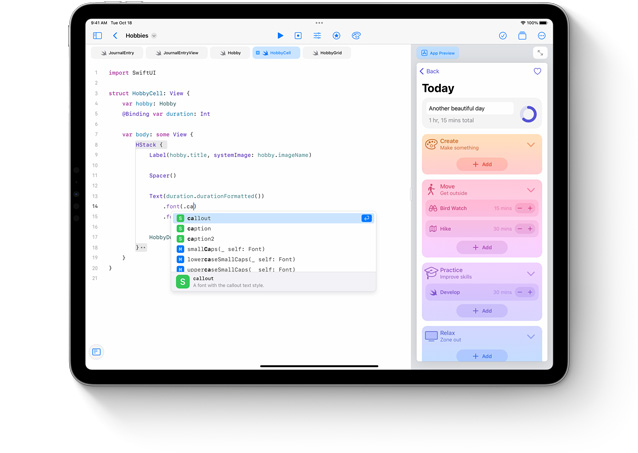 9:41 AM Tue Oct 18
100%
Hobbies
JournalEntry
JournalEntryView
Hobby
HobbyCell
HobbyGrid
App Preview
1 import SwiftUI
2
3 struct HobbyCell: View {
4 var hobby: Hobby
5 @Binding var duration: Int
6
7 var body: some View {
8 HStack {
9 Label(hobby.title, systemImage: hobby.imageName)
10
11 Spacer()
12
13 Text(duration.durationFormatted())
14 .font(.ca)
15
16
17
18 }
19 }
20 }
21
S callout
S caption
S caption2
M smallCaps(_ self: Font)
M lowercaseSmallCaps(_ self: Font)
M uppercaseSmallCaps(_ self: Font)
S callout
A font with the callout text style.
Back
Today
Another beautiful day
1 hr, 15 mins total
Create
Make something
+ Add
Move
Get outside
Bird Watch 15 mins − +
Hike 30 mins − +
+ Add
Practice
Improve skills
Develop 30 mins − +
+ Add
Relax
Zone out
+ Add